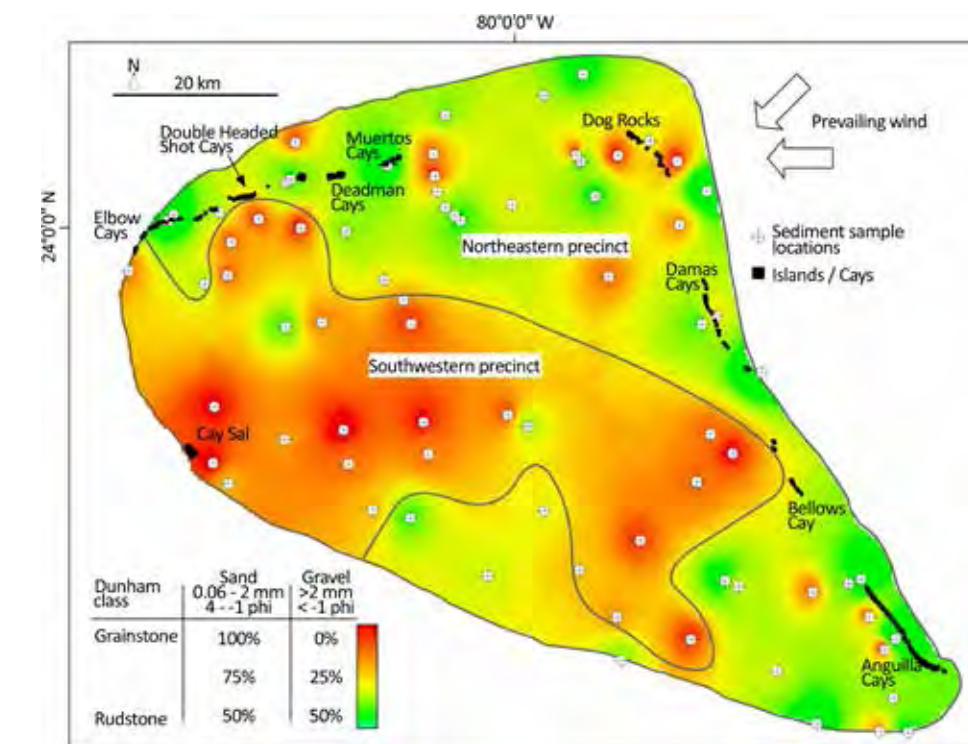 80°0'0" W
N
20 km
Double Headed
Shot Cays
Muertos
Cays
Deadman
Cays
Elbow
Cays
24°0'0" N
Dog Rocks
Prevailing wind
Northeastern precinct
Sediment sample
locations
Islands / Cays
Damas
Cays
Southwestern precinct
Cay Sal
Bellows
Cay
Anguilla
Cays
Dunham
class
Sand
0.06 - 2 mm
4 - -1 phi
Gravel
>2 mm
< -1 phi
Grainstone 100% 0%
75% 25%
Rudstone 50% 50%